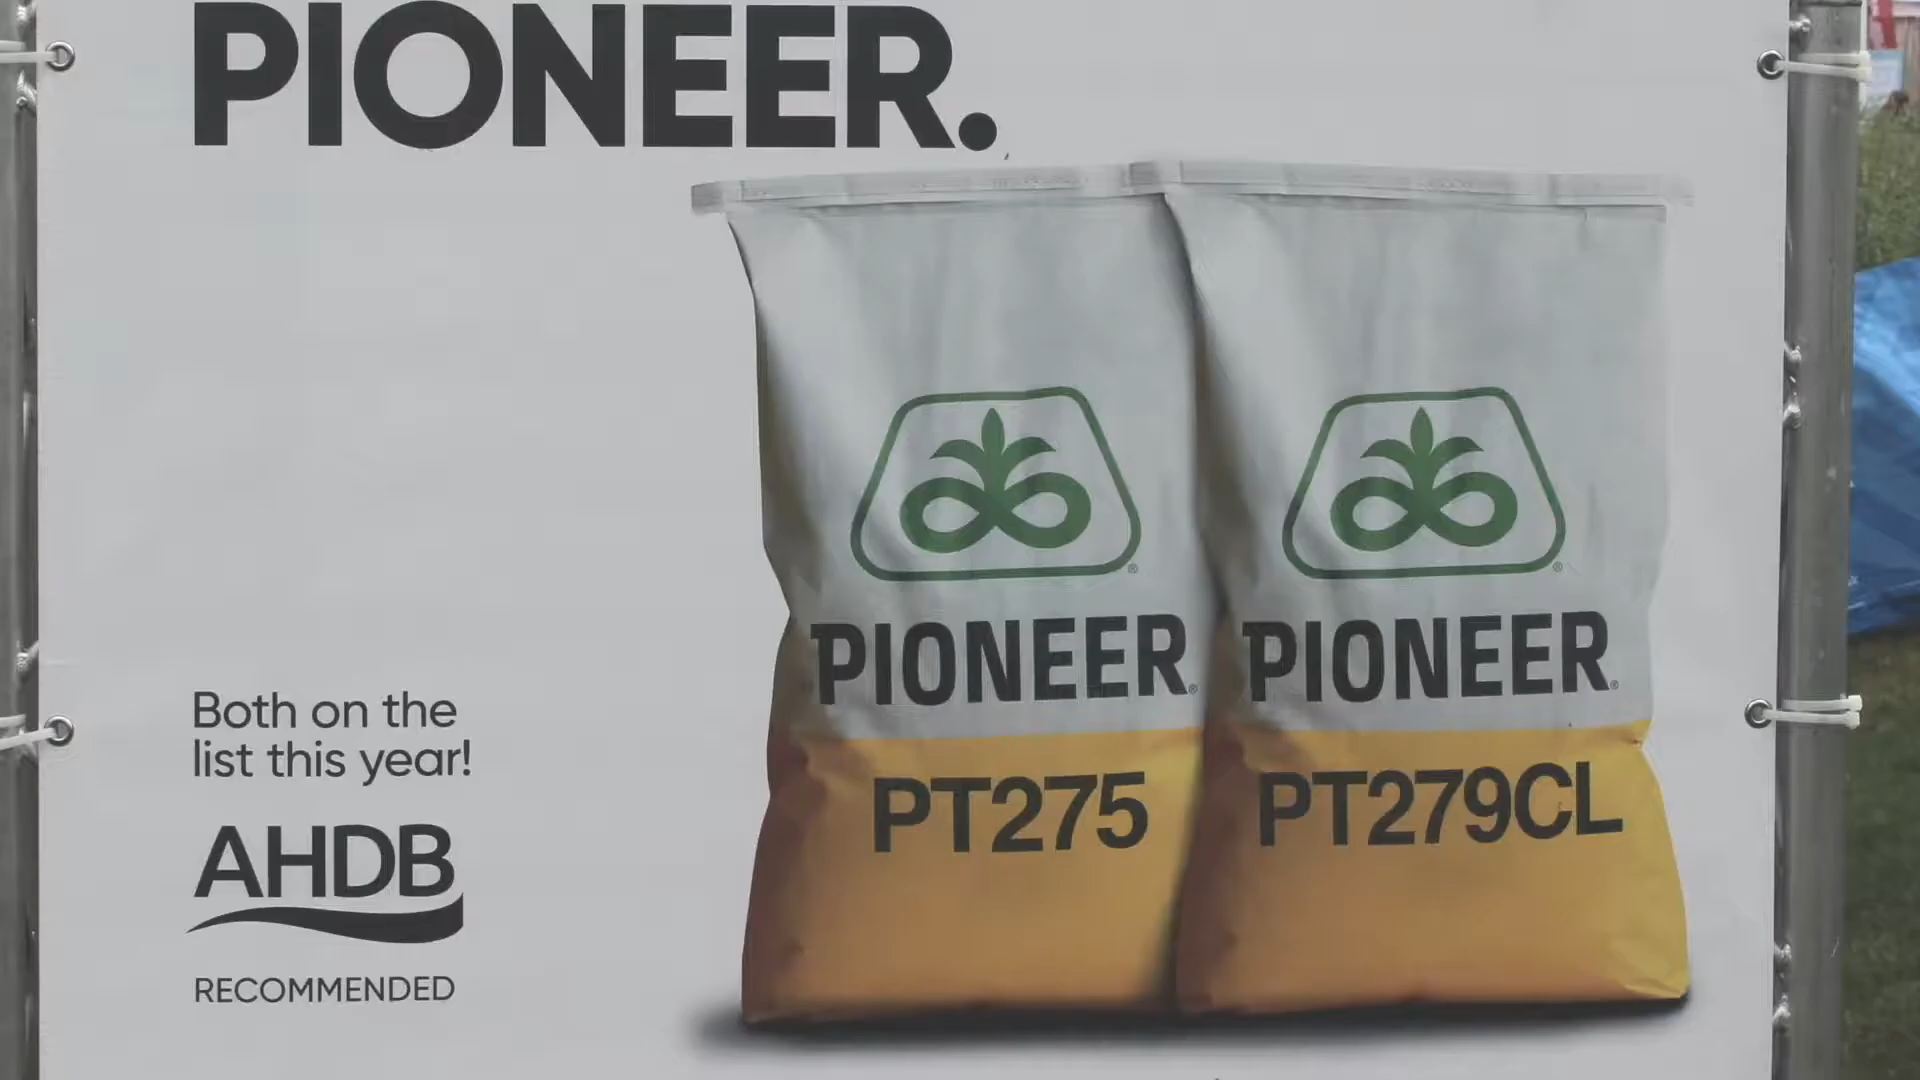 PIONEER.
PIONEER®
PIONEER®
PT275
PT279CL
Both on the
list this year!
AHDB
RECOMMENDED